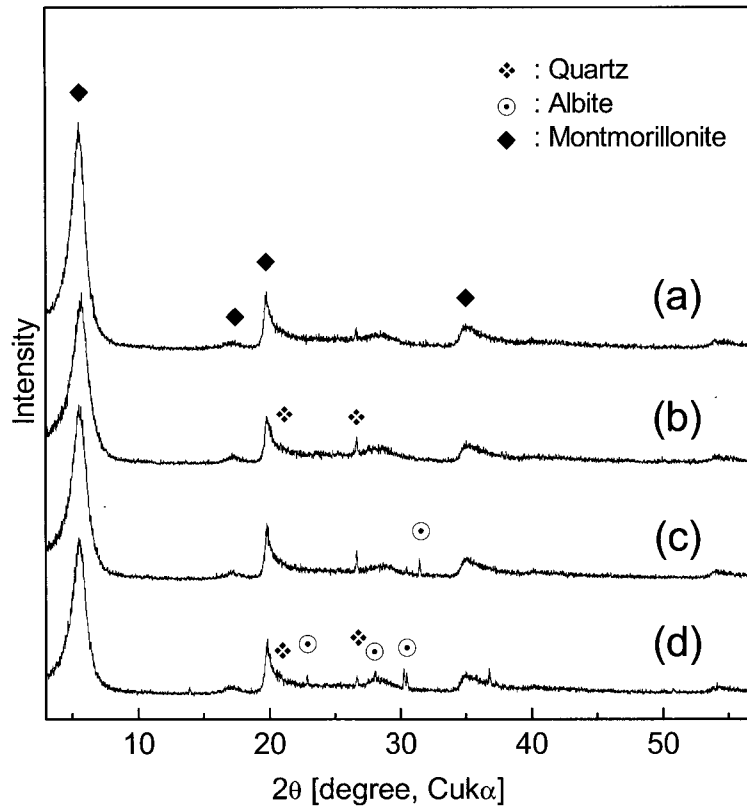 : Quartz
: Albite
: Montmorillonite
(a)
(b)
(c)
(d)
Intensity
10 20 30 40 50
2θ [degree, Cukα]